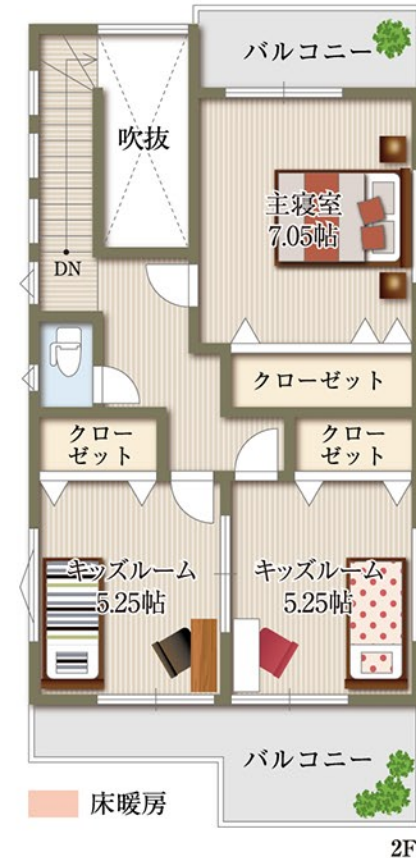 バルコニー
吹抜
主寝室
7.05帖
DN
クローゼット
クロー
ゼット
クロー
ゼット
キッズルーム
5.25帖
キッズルーム
5.25帖
バルコニー
床暖房
2F